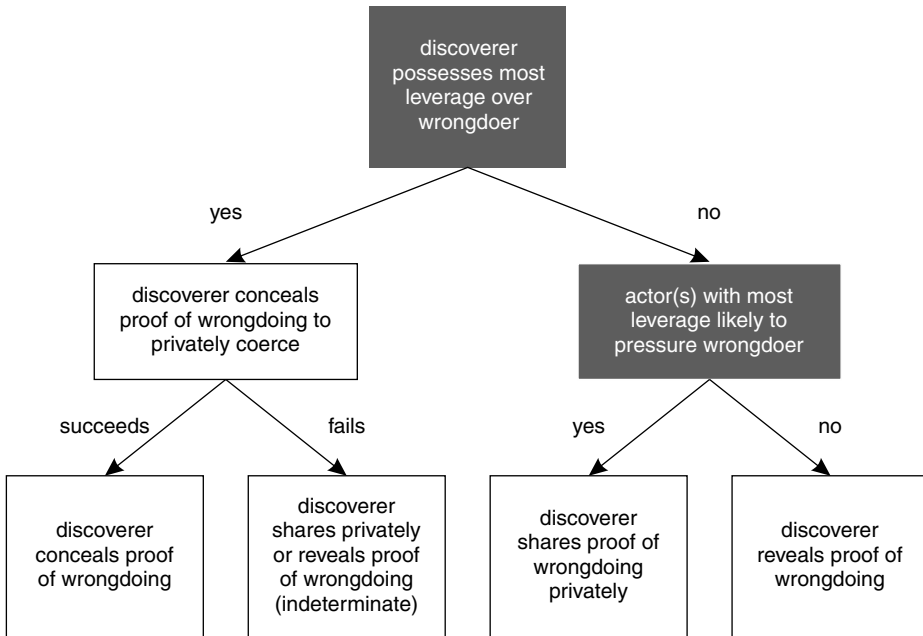 discoverer
possesses most
leverage over
wrongdoer
yes
no
discoverer conceals
proof of wrongdoing to
privately coerce
actor(s) with most
leverage likely to
pressure wrongdoer
succeeds
fails
yes
no
discoverer
conceals proof
of wrongdoing
discoverer
shares privately
or reveals proof
of wrongdoing
(indeterminate)
discoverer
shares proof of
wrongdoing
privately
discoverer
reveals proof of
wrongdoing